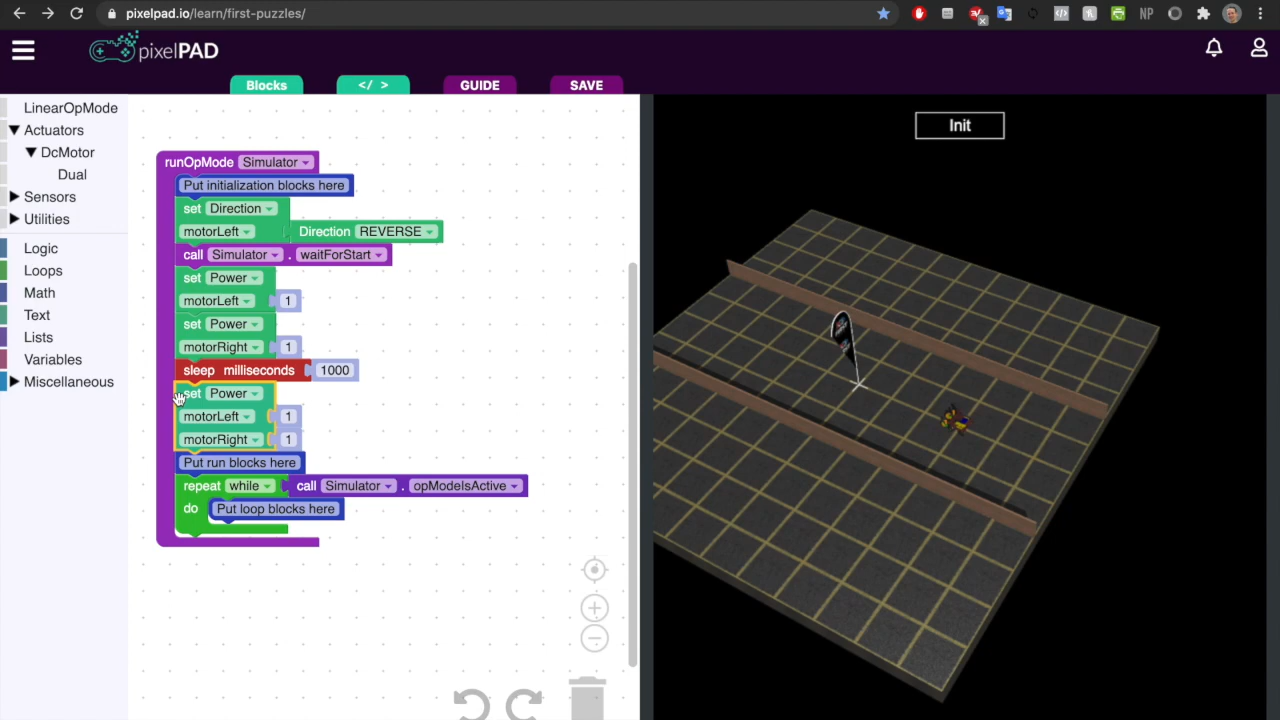 pixelpad.io/learn/first-puzzles/
NP
pixelPAD
Blocks
</ >
GUIDE
SAVE
LinearOpMode
Actuators
DcMotor
Dual
Sensors
Utilities
Logic
Loops
Math
Text
Lists
Variables
Miscellaneous
runOpMode Simulator
Put initialization blocks here
set Direction
motorLeft Direction REVERSE
call Simulator . waitForStart
set Power
motorLeft 1
set Power
motorRight 1
sleep milliseconds 1000
set Power
motorLeft 1
motorRight 1
Put run blocks here
repeat while call Simulator . opModeIsActive
do Put loop blocks here
Init